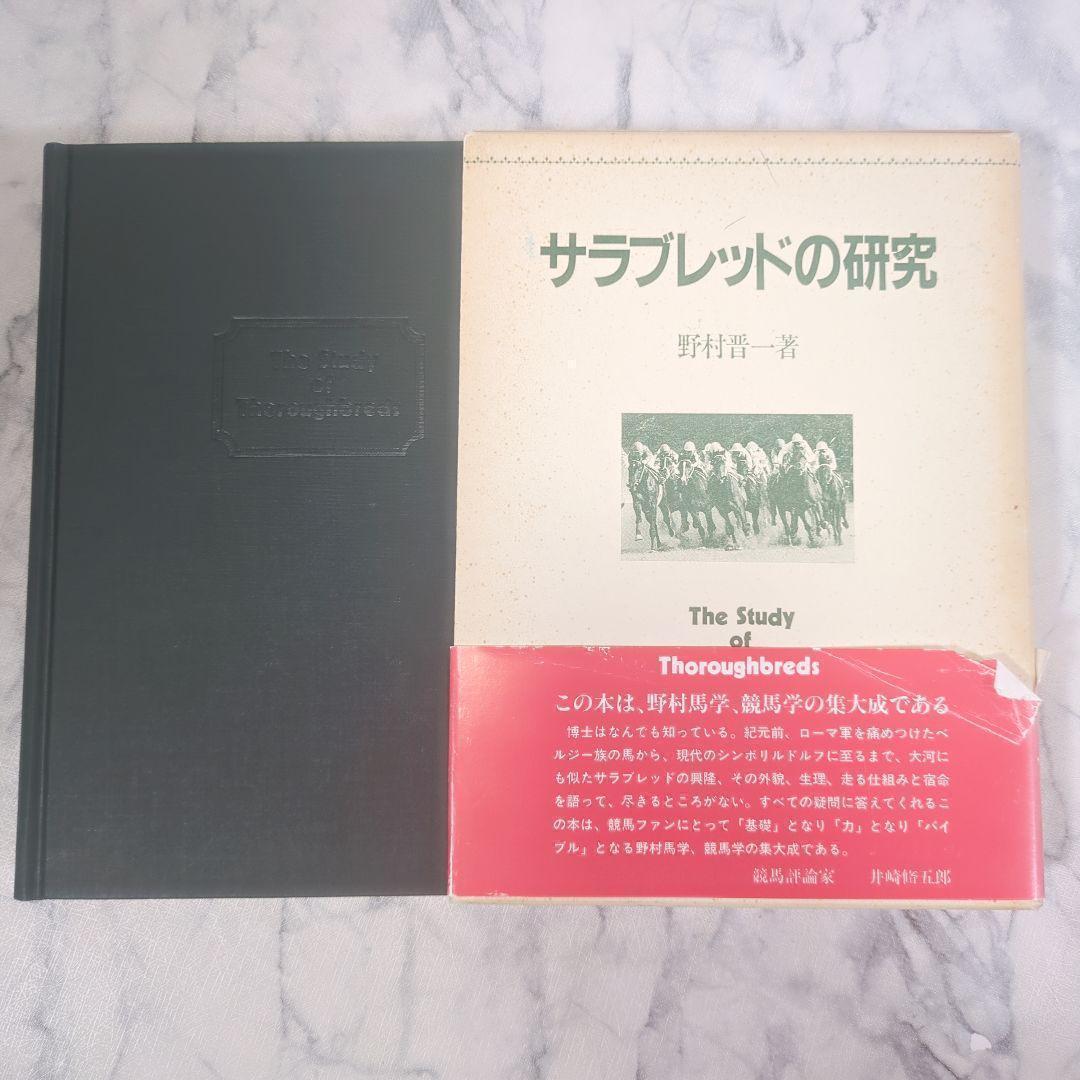 The Study
of
Thoroughbreds
サラブレッドの研究
野村晋一著
The Study
of
Thoroughbreds
この本は、野村馬学、競馬学の集大成である
博士はなんでも知っている。紀元前、ローマ軍を痛めつけたベ
ルジー族の馬から、現代のシンボリルドルフに至るまで、大河に
も似たサラブレッドの興隆、その外貌、生理、走る仕組みと宿命
を語って、尽きるところがない。すべての疑問に答えてくれるこ
の本は、競馬ファンにとって「基礎」となり「力」となり「バイ
ブル」となる野村馬学、競馬学の集大成である。
競馬評論家　井崎脩五郎